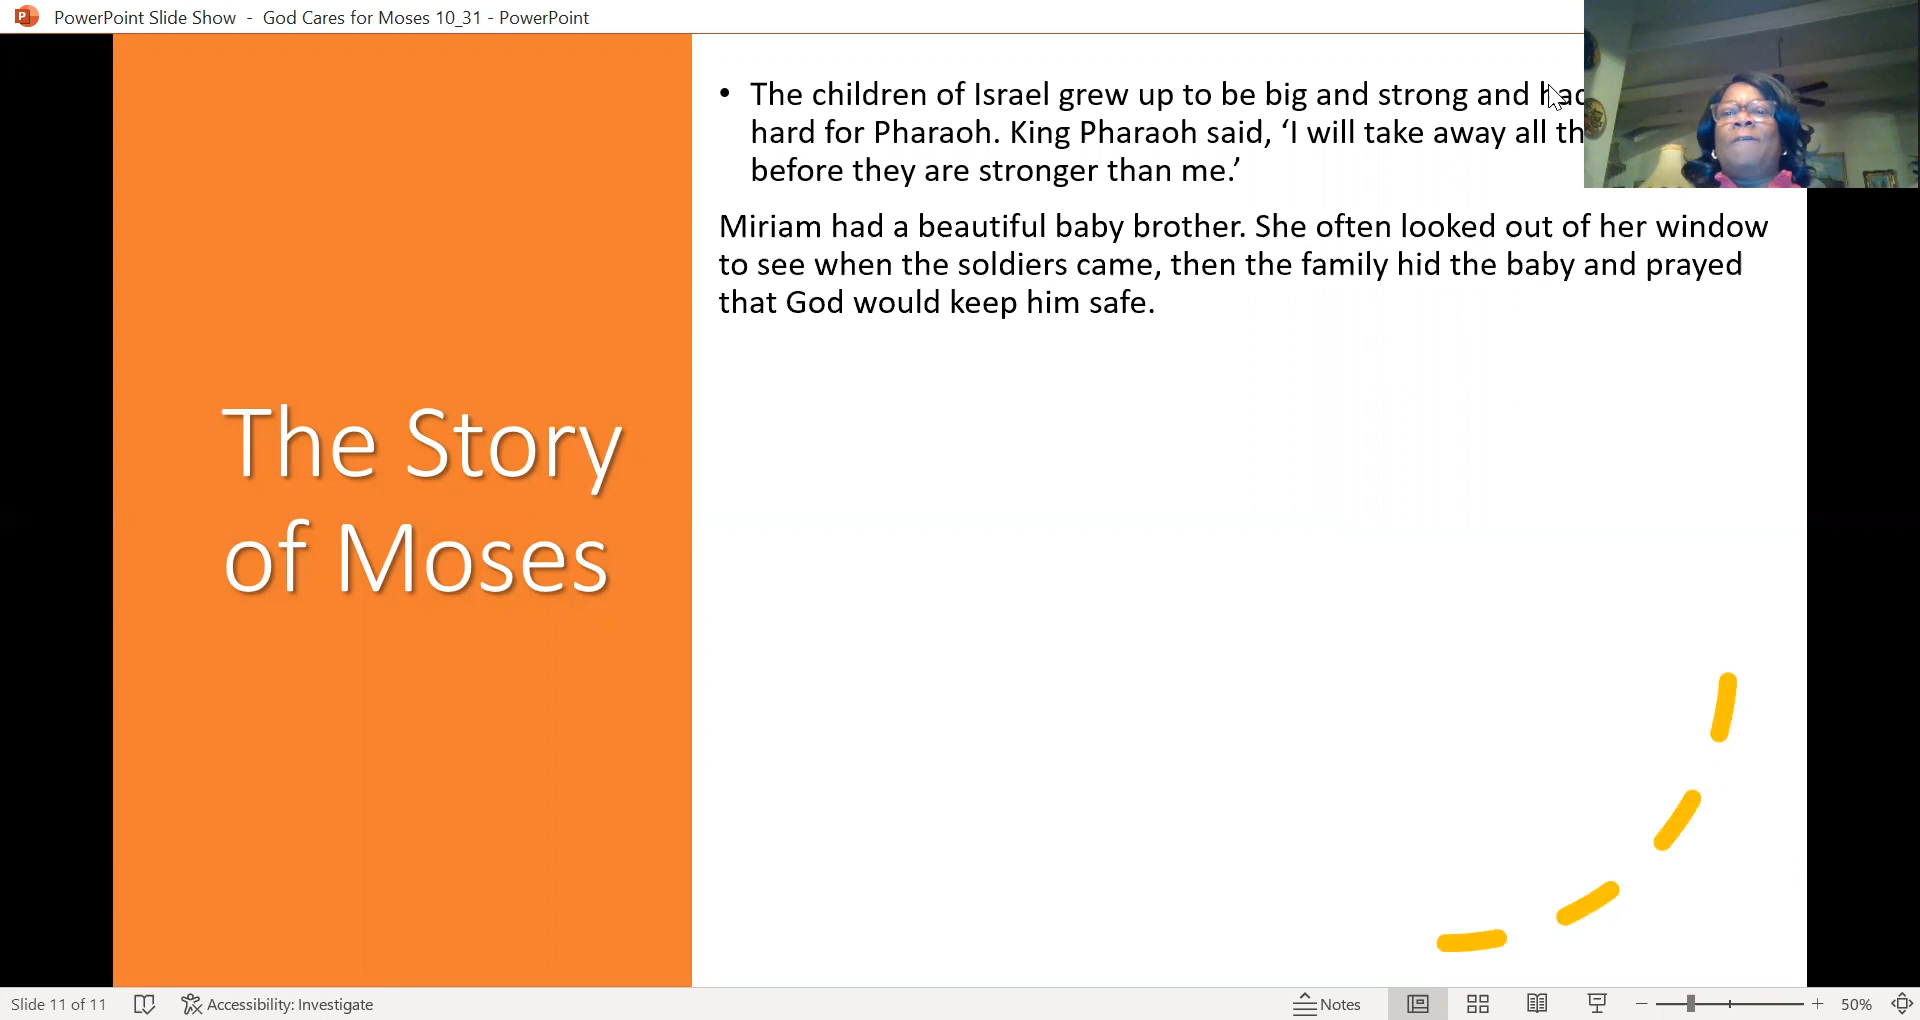 PowerPoint Slide Show - God Cares for Moses 10_31 - PowerPoint
• The children of Israel grew up to be big and strong and had
hard for Pharaoh. King Pharaoh said, ‘I will take away all
before they are stronger than me.’
Miriam had a beautiful baby brother. She often looked out of her window
to see when the soldiers came, then the family hid the baby and prayed
that God would keep him safe.
The Story
of Moses
Slide 11 of 11
Accessibility: Investigate
Notes
50%